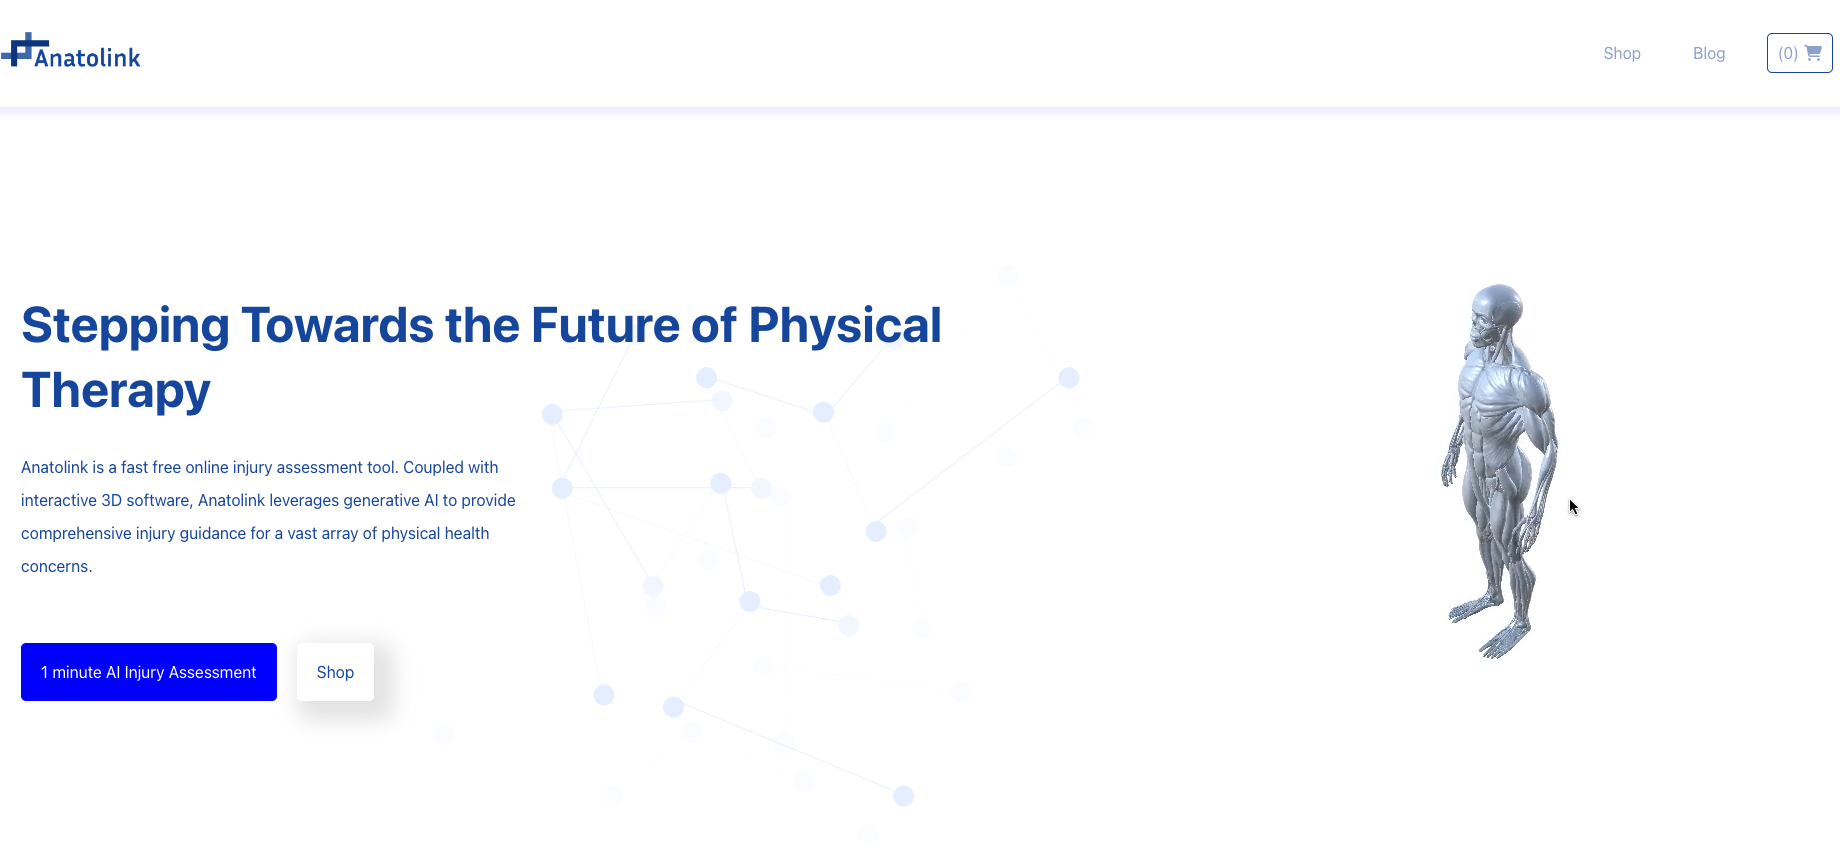 Anatolink
Shop
Blog
(0)
Stepping Towards the Future of Physical
Therapy
Anatolink is a fast free online injury assessment tool. Coupled with
interactive 3D software, Anatolink leverages generative AI to provide
comprehensive injury guidance for a vast array of physical health
concerns.
1 minute AI Injury Assessment
Shop